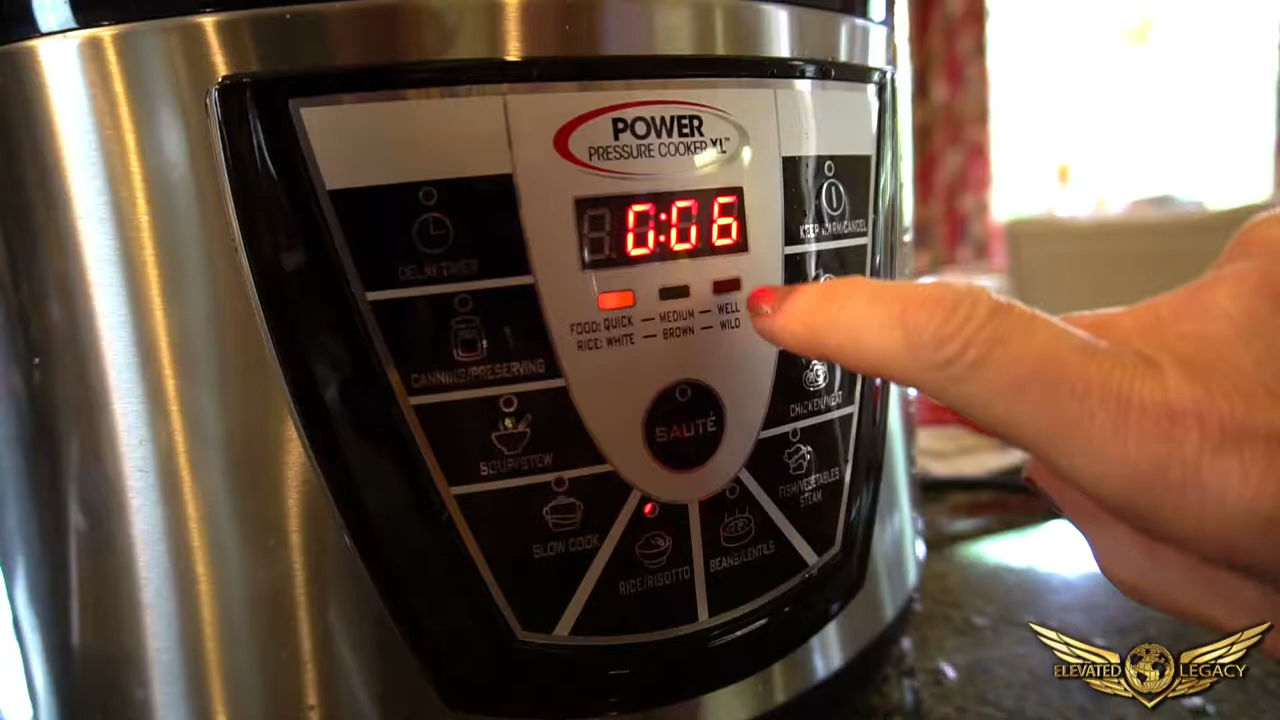 POWER
PRESSURE COOKER XL™
0:06
KEEP WARM/CANCEL
DELAY TIMER
FOOD: QUICK — MEDIUM — WELL
RICE: WHITE — BROWN — WILD
CANNING/PRESERVING
CHICKEN/MEAT
SAUTÉ
SOUP/STEW
FISH/VEGETABLES
STEAM
SLOW COOK
RICE/RISOTTO
BEANS/LENTILS
ELEVATED LEGACY